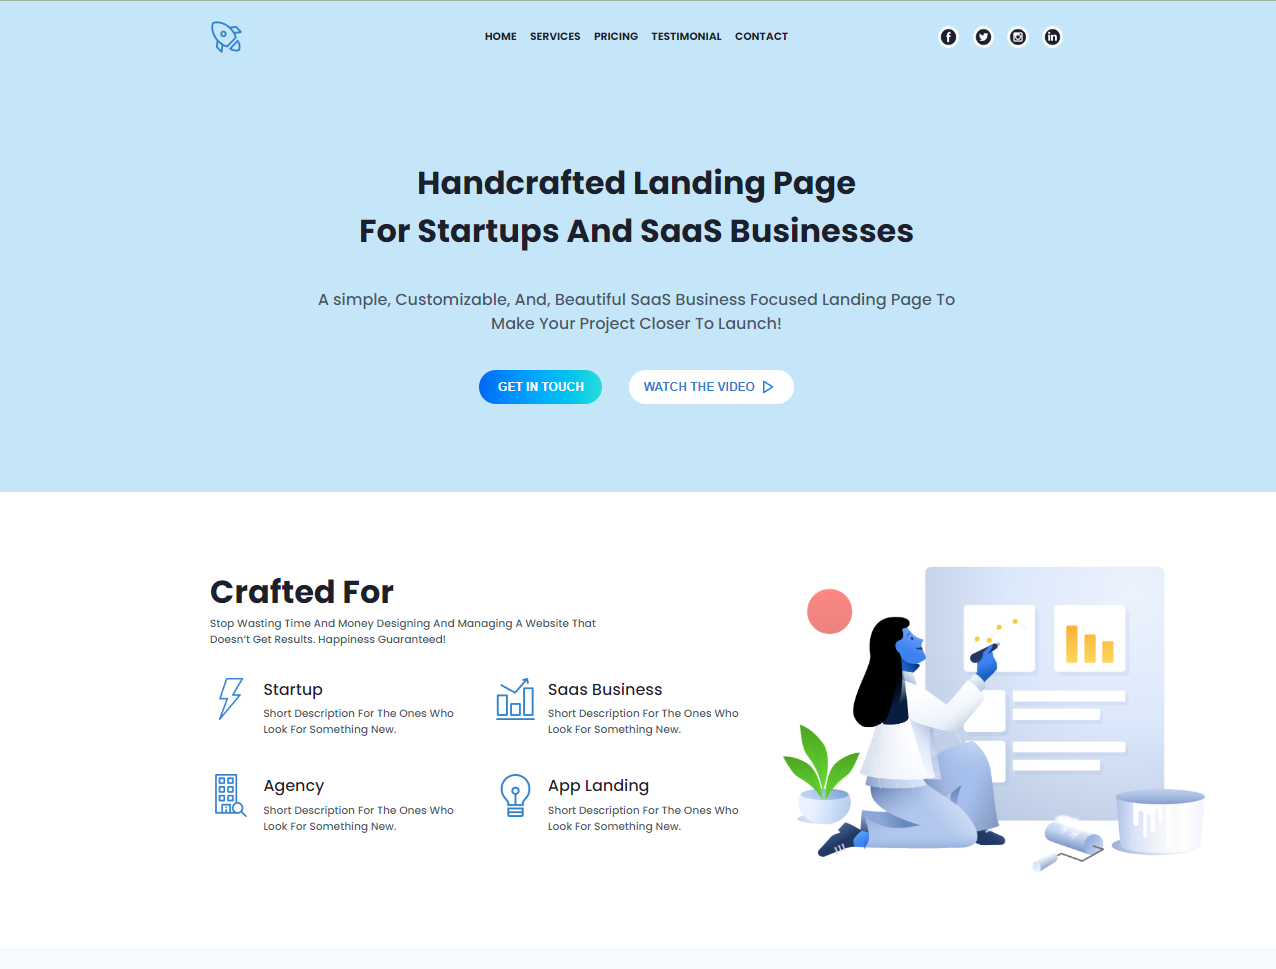 HOME SERVICES PRICING TESTIMONIAL CONTACT
Handcrafted Landing Page
For Startups And SaaS Businesses
A simple, Customizable, And, Beautiful SaaS Business Focused Landing Page To
Make Your Project Closer To Launch!
GET IN TOUCH
WATCH THE VIDEO
Crafted For
Stop Wasting Time And Money Designing And Managing A Website That
Doesn't Get Results. Happiness Guaranteed!
Startup
Short Description For The Ones Who
Look For Something New.
Saas Business
Short Description For The Ones Who
Look For Something New.
Agency
Short Description For The Ones Who
Look For Something New.
App Landing
Short Description For The Ones Who
Look For Something New.